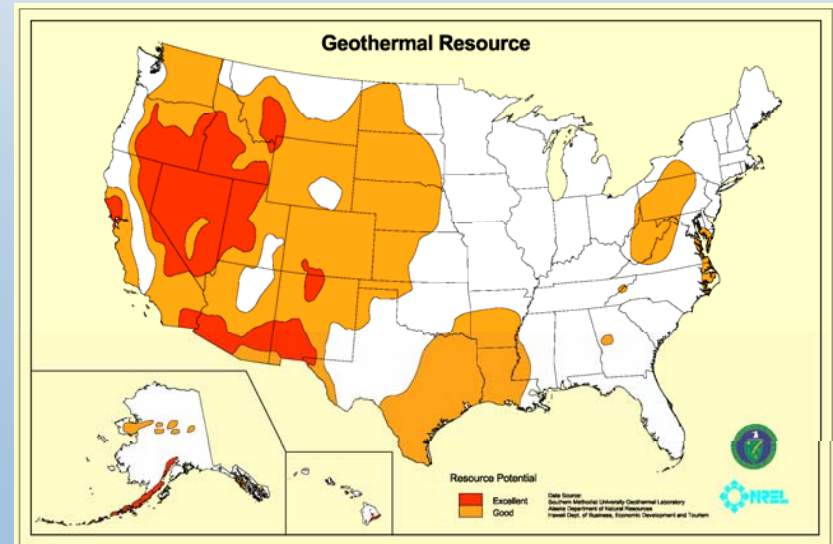 Geothermal Resource
Resource Potential
Excellent
Good
Data Source:
Southern Methodist University Geothermal Laboratory
Alaska Department of Natural Resources
Hawaii Dept. of Business, Economic Development and Tourism
NREL